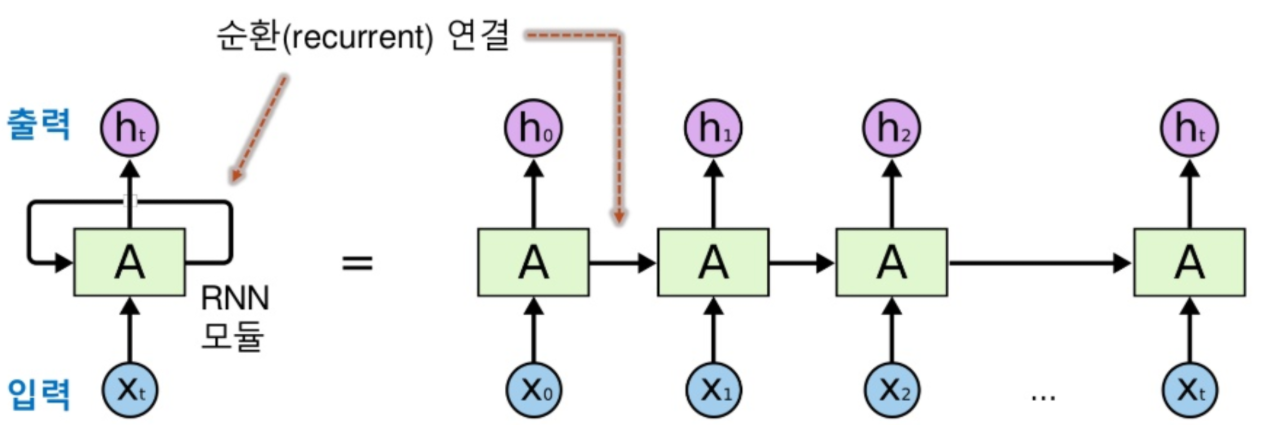 순환(recurrent) 연결
출력 hₜ h₀ h₁ h₂ hₜ
A = A A A A
RNN
모듈
입력 xₜ x₀ x₁ x₂ ... xₜ